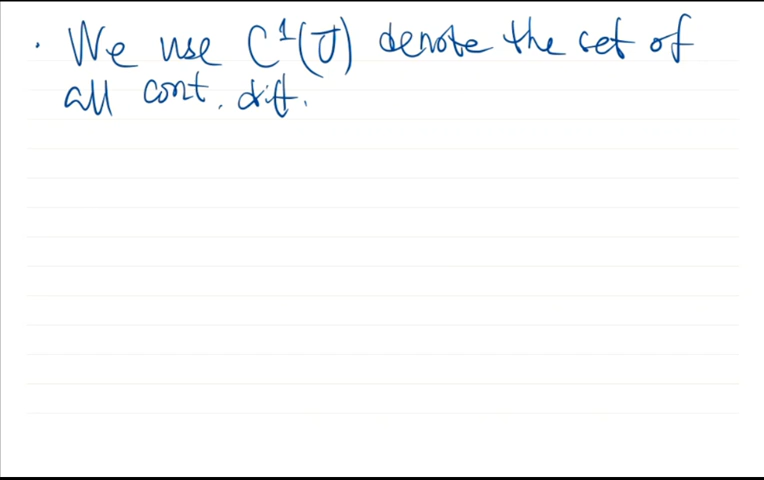 · We use C¹(J) denote the set of
all cont. diff.